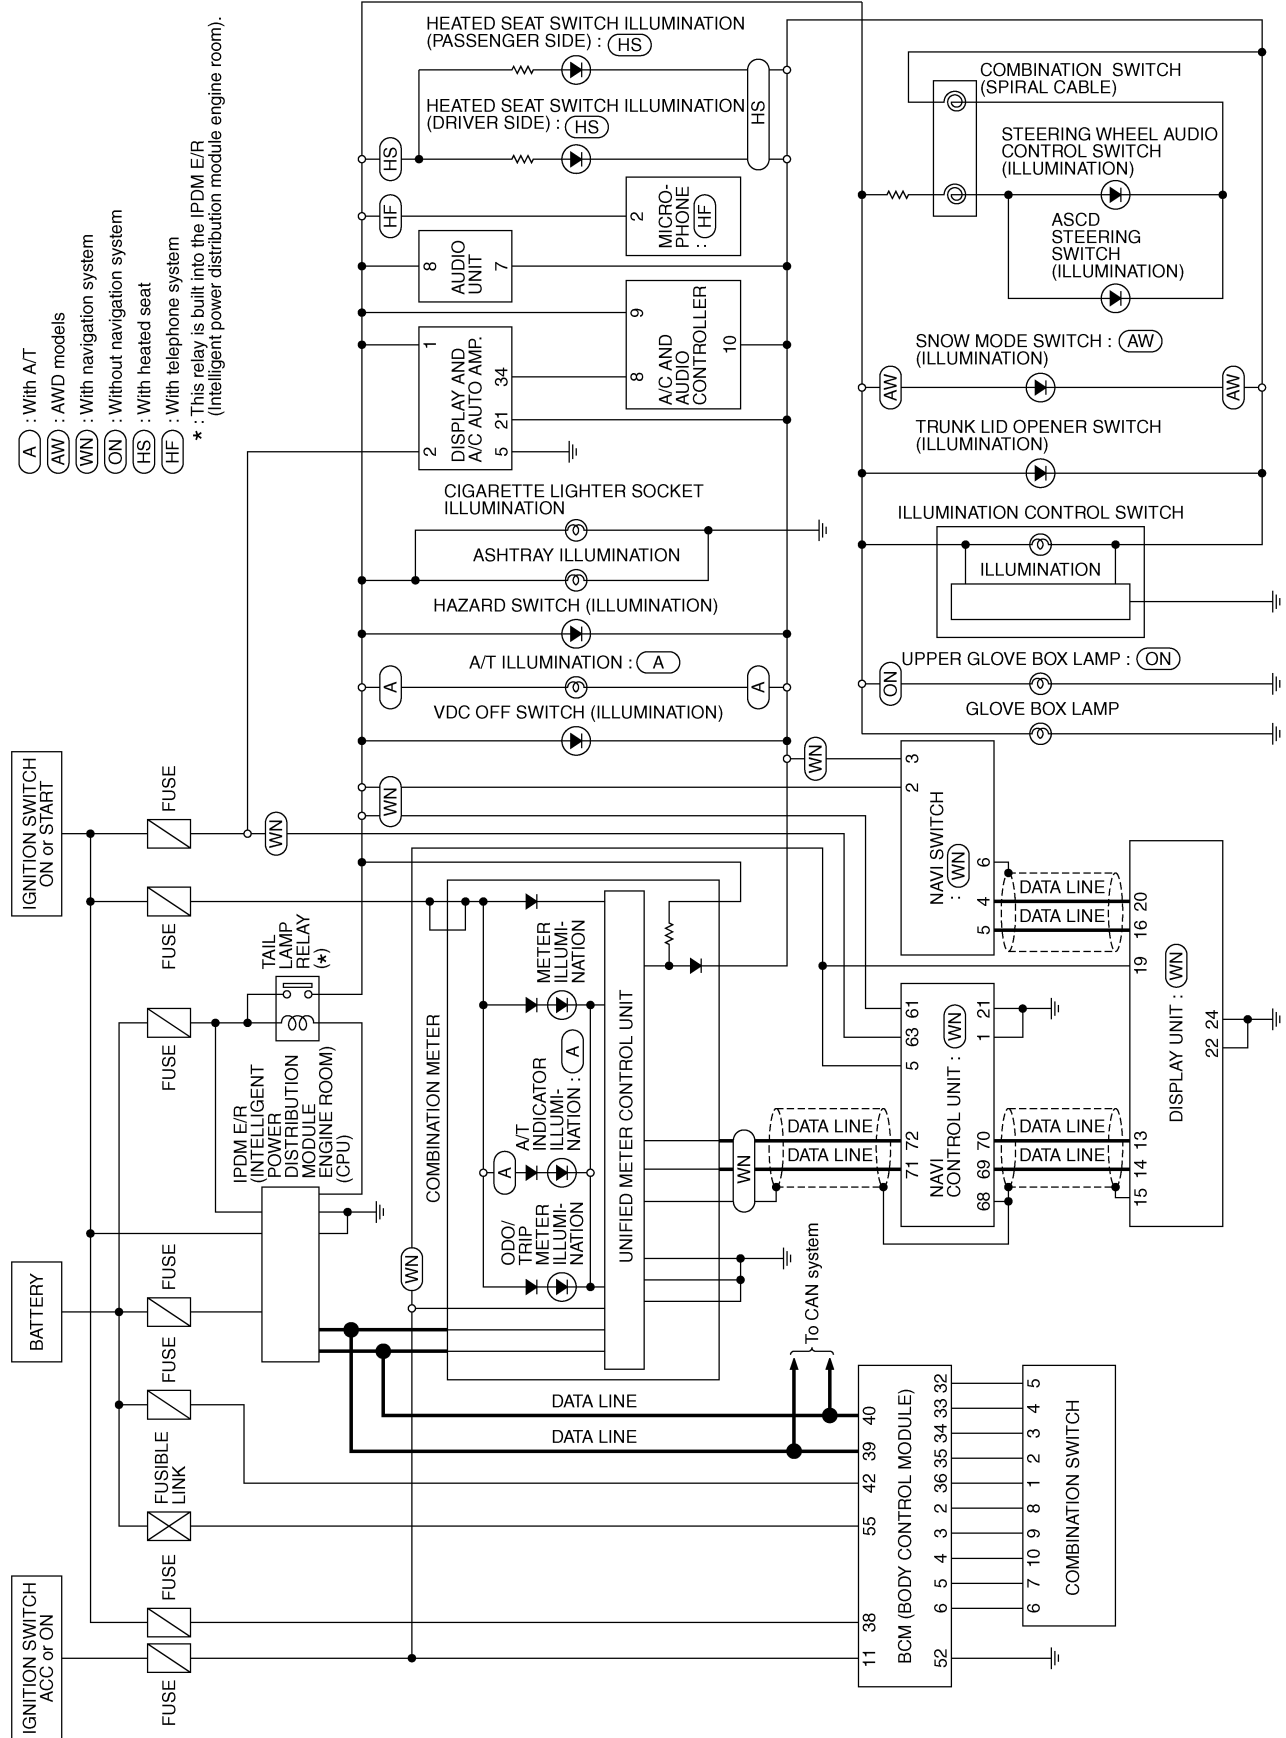 A : With A/T
AW : AWD models
WN : With navigation system
ON : Without navigation system
HS : With heated seat
HF : With telephone system
* : This relay is built into the IPDM E/R
(Intelligent power distribution module engine room).
HEATED SEAT SWITCH ILLUMINATION
(PASSENGER SIDE) : HS
HEATED SEAT SWITCH ILLUMINATION
(DRIVER SIDE) : HS
HS
HS
HF
2
MICRO-
PHONE
: HF
8
AUDIO
UNIT
7
9
A/C AND
AUDIO
CONTROLLER
8
10
1
DISPLAY AND
A/C AUTO AMP.
2
34
21
5
CIGARETTE LIGHTER SOCKET
ILLUMINATION
ASHTRAY ILLUMINATION
HAZARD SWITCH (ILLUMINATION)
A/T ILLUMINATION : A
A
A
VDC OFF SWITCH (ILLUMINATION)
COMBINATION SWITCH
(SPIRAL CABLE)
STEERING WHEEL AUDIO
CONTROL SWITCH
(ILLUMINATION)
ASCD
STEERING
SWITCH
(ILLUMINATION)
SNOW MODE SWITCH : AW
(ILLUMINATION)
AW
AW
TRUNK LID OPENER SWITCH
(ILLUMINATION)
ILLUMINATION CONTROL SWITCH
ILLUMINATION
UPPER GLOVE BOX LAMP : ON
ON
GLOVE BOX LAMP
IGNITION SWITCH
ON or START
FUSE
WN
FUSE
TAIL
LAMP
RELAY
(*)
FUSE
IPDM E/R
(INTELLIGENT
POWER
DISTRIBUTION
MODULE
ENGINE ROOM)
(CPU)
BATTERY
FUSE
FUSE
FUSIBLE
LINK
FUSE
IGNITION SWITCH
ACC or ON
FUSE
WN
WN
WN
COMBINATION METER
METER
ILLUMI-
NATION
A/T
INDICATOR
ILLUMI-
NATION : A
A
ODO/
TRIP
METER
ILLUMI-
NATION
UNIFIED METER CONTROL UNIT
3
2
NAVI SWITCH
: WN
6
4
5
DATA LINE
DATA LINE
20
16
19
DISPLAY UNIT : WN
24
22
13
14
15
61
63
5
NAVI
CONTROL UNIT : WN
21
1
72
71
70
69
68
DATA LINE
DATA LINE
DATA LINE
DATA LINE
WN
To CAN system
DATA LINE
DATA LINE
40
39
42
55
38
11
BCM (BODY CONTROL MODULE)
32
33
34
35
36
2
3
4
5
6
52
5
4
3
2
1
8
9
10
7
6
COMBINATION SWITCH